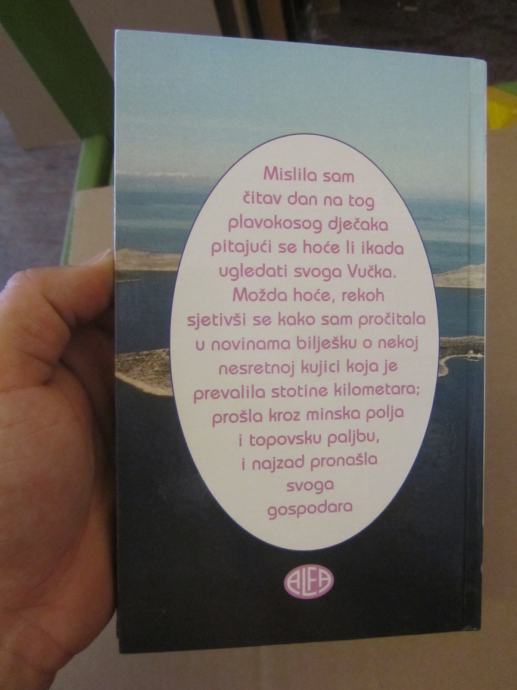 Mislila sam
čitav dan na tog
plavokosog dječaka
pitajući se hoće li ikada
ugledati svoga Vučka.
Možda hoće, rekoh
sjetivši se kako sam pročitala
u novinama bilješku o nekoj
nesretnoj kujici koja je
prevalila stotine kilometara;
prošla kroz minska polja
i topovsku paljbu,
i najzad pronašla
svoga
gospodara
ALFA